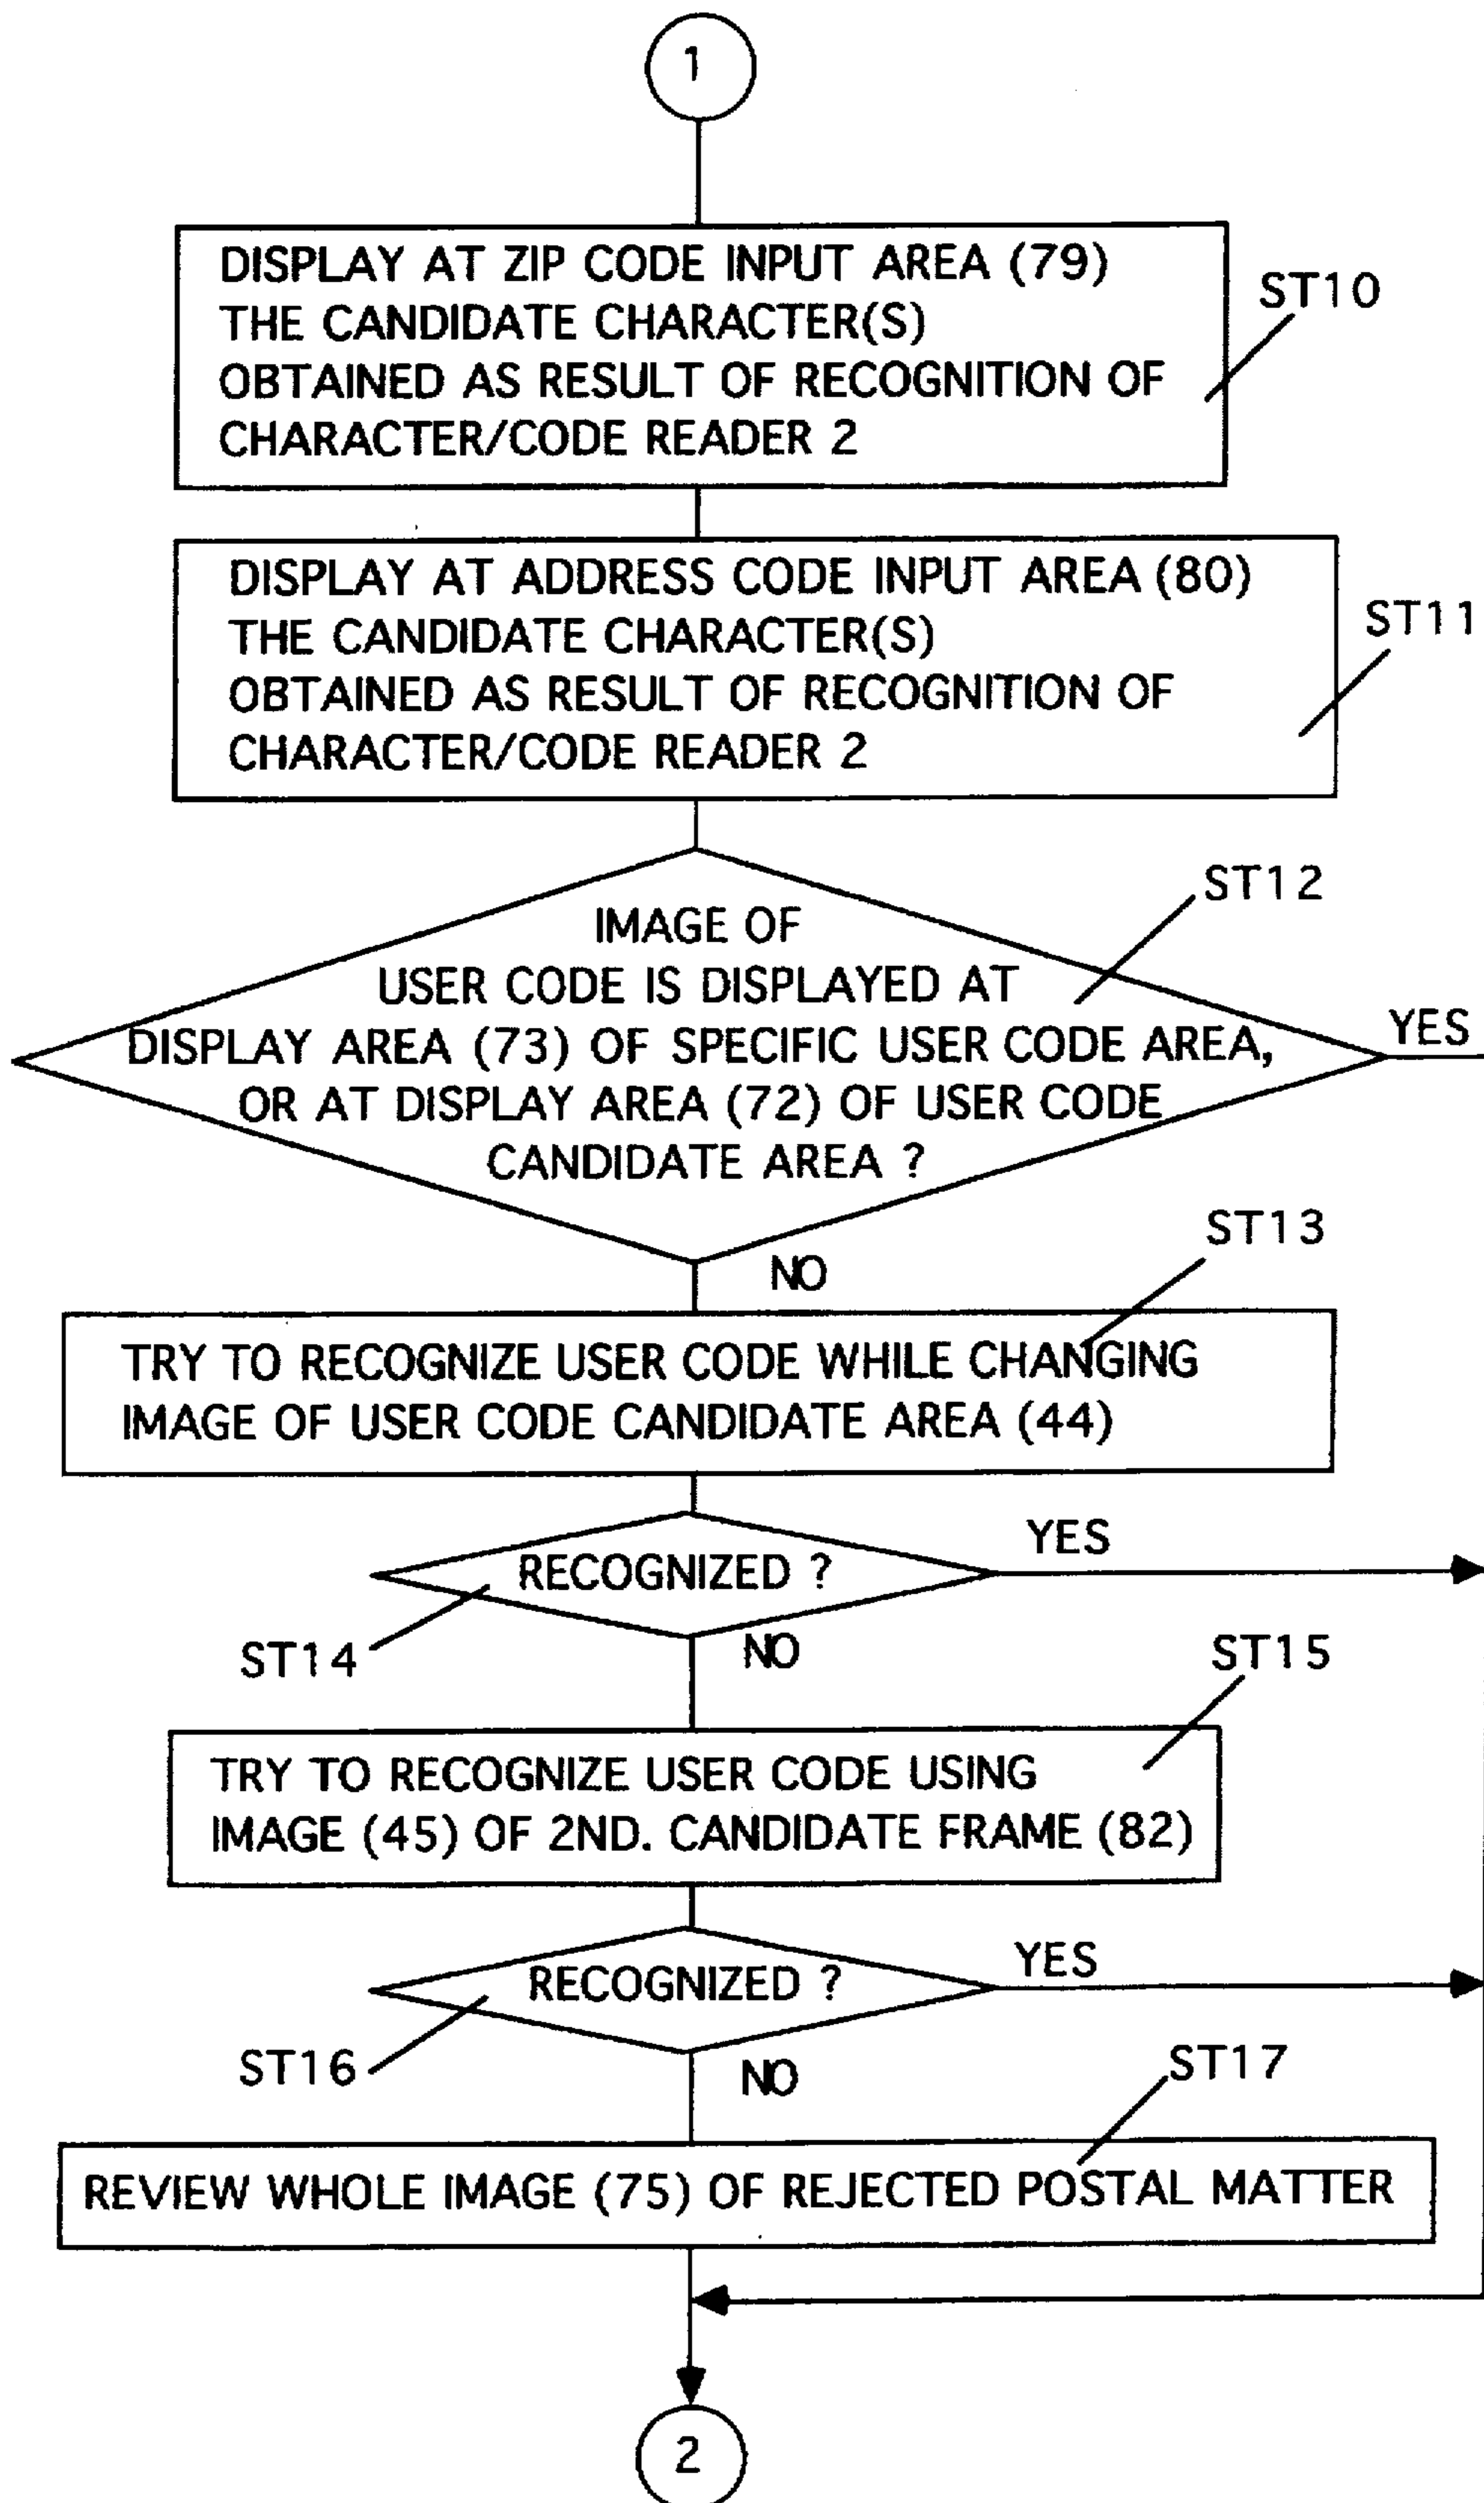 1
DISPLAY AT ZIP CODE INPUT AREA (79)
THE CANDIDATE CHARACTER(S)
OBTAINED AS RESULT OF RECOGNITION OF
CHARACTER/CODE READER 2
ST10
DISPLAY AT ADDRESS CODE INPUT AREA (80)
THE CANDIDATE CHARACTER(S)
OBTAINED AS RESULT OF RECOGNITION OF
CHARACTER/CODE READER 2
ST11
ST12
IMAGE OF
USER CODE IS DISPLAYED AT
DISPLAY AREA (73) OF SPECIFIC USER CODE AREA,
OR AT DISPLAY AREA (72) OF USER CODE
CANDIDATE AREA ?
YES
NO
ST13
TRY TO RECOGNIZE USER CODE WHILE CHANGING
IMAGE OF USER CODE CANDIDATE AREA (44)
RECOGNIZED ?
YES
ST14
NO
ST15
TRY TO RECOGNIZE USER CODE USING
IMAGE (45) OF 2ND. CANDIDATE FRAME (82)
RECOGNIZED ?
YES
ST16
NO
ST17
REVIEW WHOLE IMAGE (75) OF REJECTED POSTAL MATTER
2